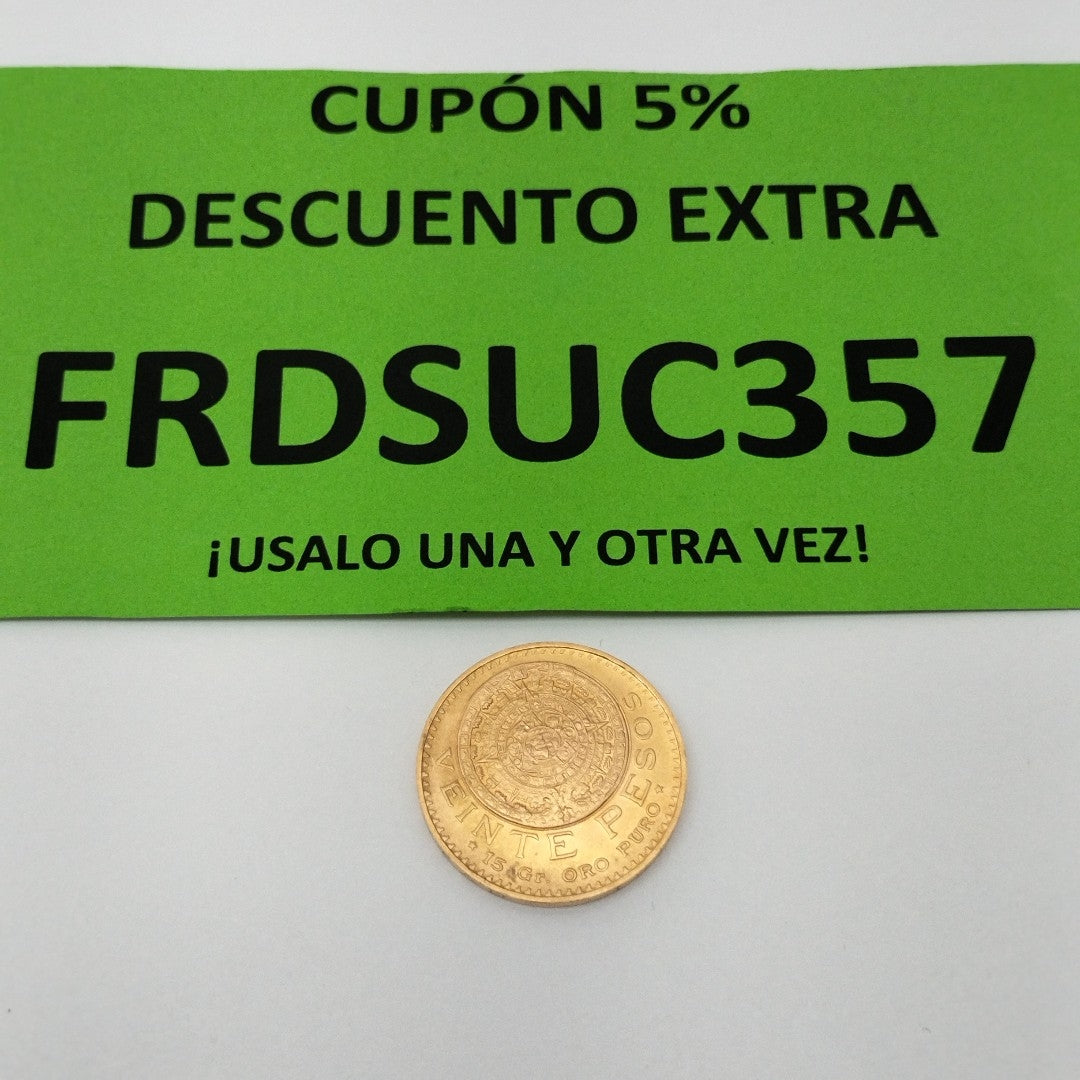 CUPÓN 5%
DESCUENTO EXTRA
FRDSUC357
¡USALO UNA Y OTRA VEZ!
VEINTE PESOS
* 15 Gr. ORO PURO *